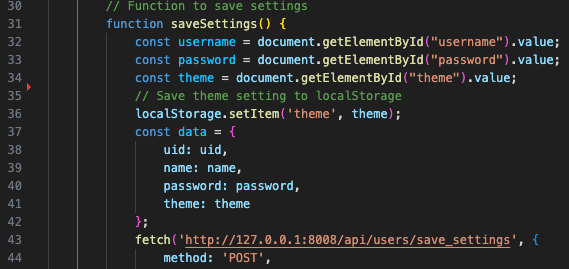 30 // Function to save settings
31 function saveSettings() {
32 const username = document.getElementById("username").value;
33 const password = document.getElementById("password").value;
34 const theme = document.getElementById("theme").value;
35 // Save theme setting to localStorage
36 localStorage.setItem('theme', theme);
37 const data = {
38 uid: uid,
39 name: name,
40 password: password,
41 theme: theme
42 };
43 fetch('http://127.0.0.1:8008/api/users/save_settings', {
44 method: 'POST',